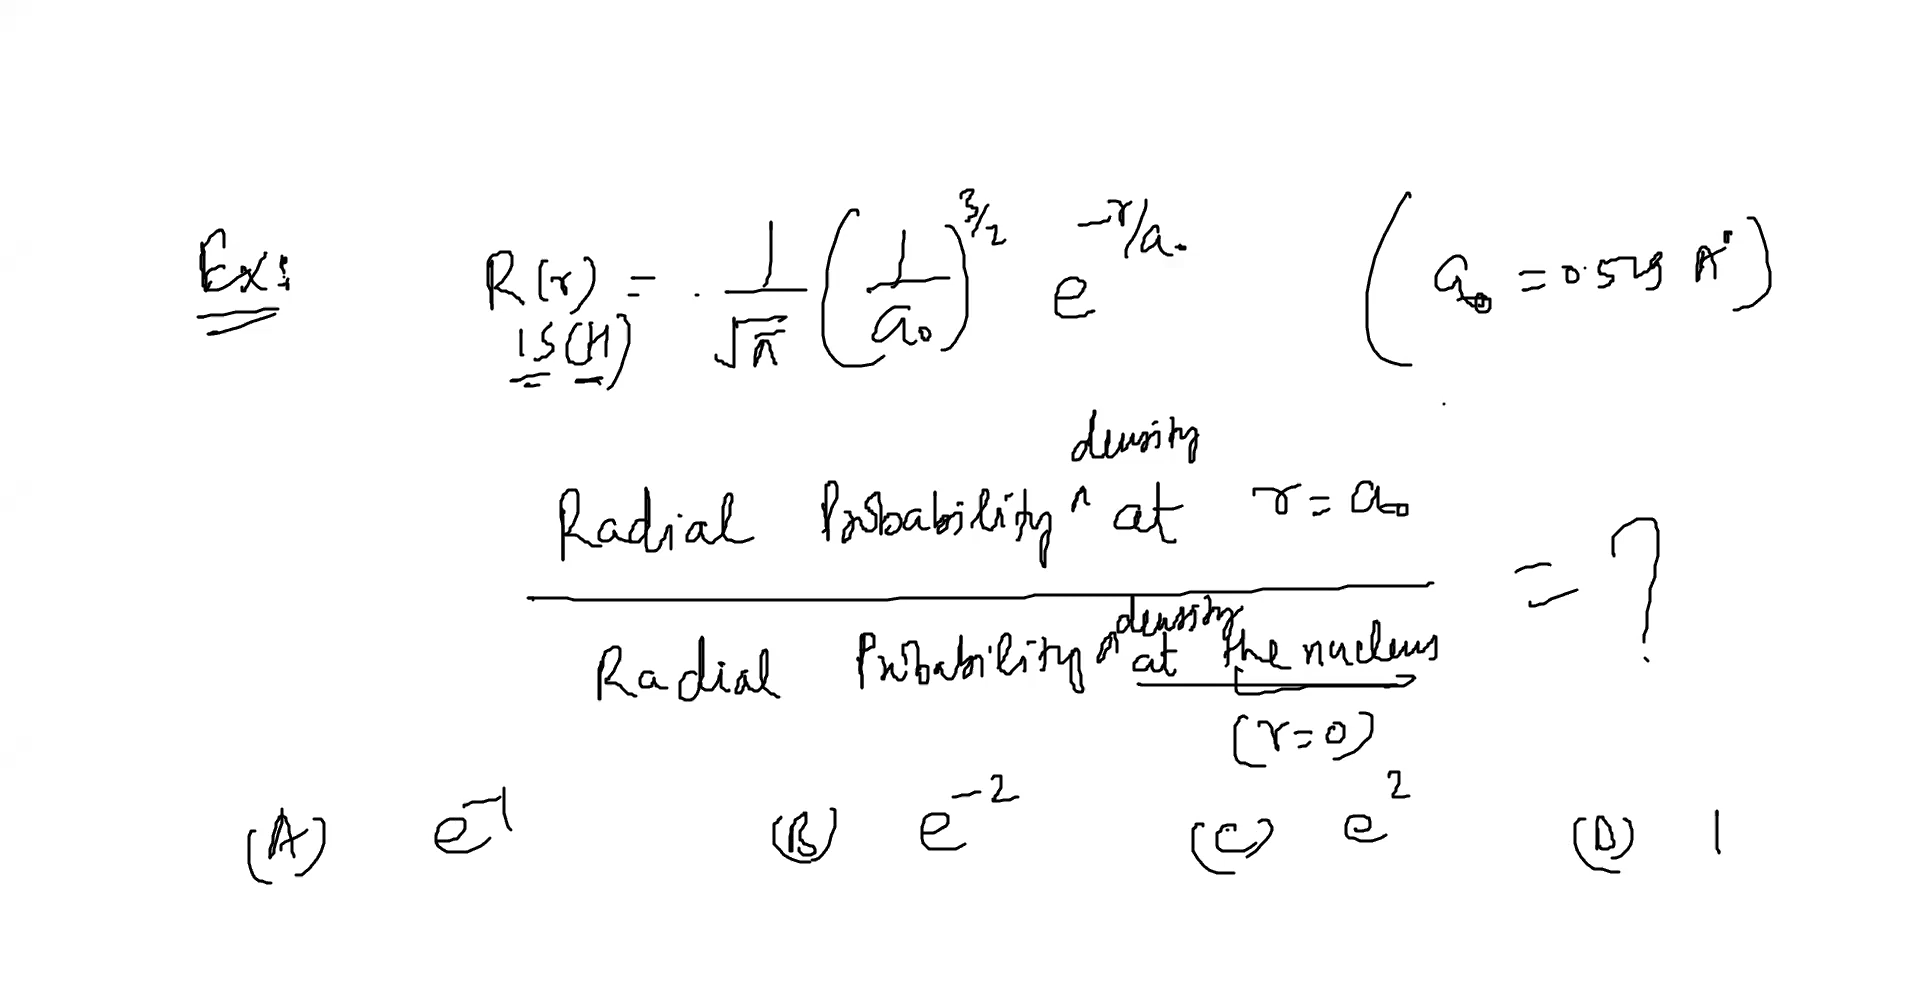 Ex: R(r) = 1/√π (1/a₀)^3/2 e^-r/a₀ (a₀ = 0.529 A°)
1S(H)
density
Radial Probability ^ at r = a₀
= ?
density
Radial Probability ^ at the nucleus
(r=0)
(A) e^-1 (B) e^-2 (C) e^2 (D) 1